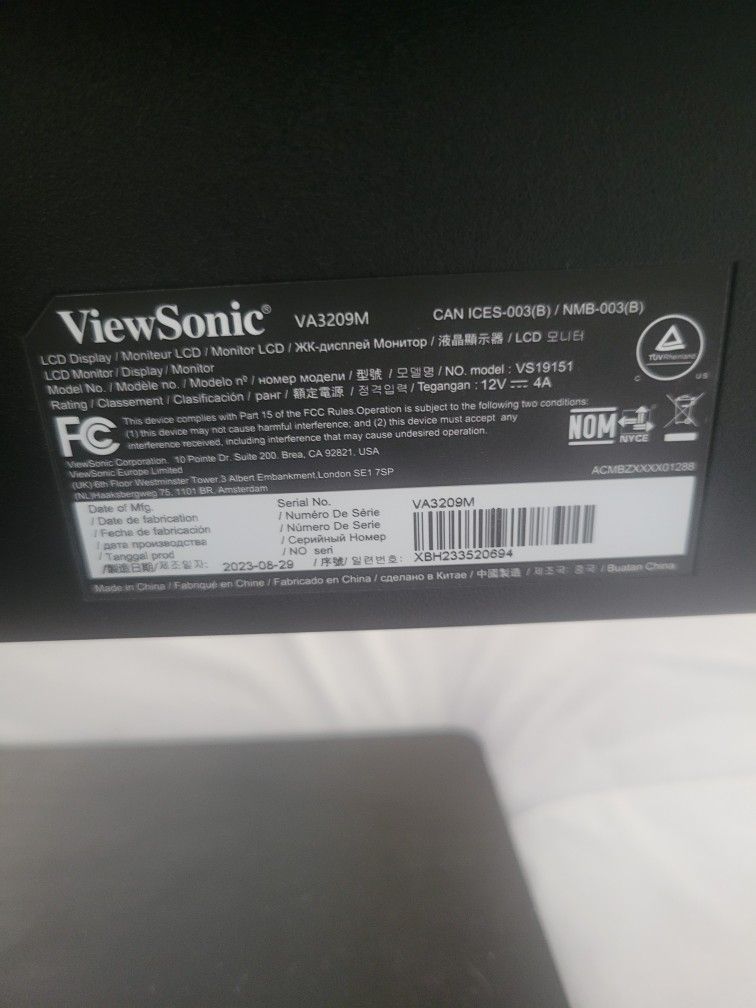 ViewSonic® VA3209M CAN ICES-003(B) / NMB-003(B)
LCD Display / Moniteur LCD / Monitor LCD / ЖК-дисплей Монитор / 液晶顯示器 / LCD 모니터
LCD Monitor / Display / Monitor
Model No. / Modèle no. / Modelo nº / номер модели / 型號 / 모델명 / NO. model : VS19151
Rating / Classement / Clasificación / ранг / 額定電源 / 정격입력 / Tegangan : 12V ⎓ 4A
TÜVRheinland
C US
FC
This device complies with Part 15 of the FCC Rules.Operation is subject to the following two conditions:
(1) this device may not cause harmful interference; and (2) this device must accept any
interference received, including interference that may cause undesired operation.
NOM
NYCE
ViewSonic Corporation. 10 Pointe Dr. Suite 200. Brea, CA 92821. USA
ViewSonic Europe Limited
(UK)/6th Floor Westminster Tower,3 Albert Embankment,London SE1 7SP
(NL)Haaksbergweg 75, 1101 BR, Amsterdam
ACMBZXXXX01288
Date of Mfg.
/ Date de fabrication
/ Fecha de fabricación
/ дата производства
/ Tanggal prod
/製造日期/제조일자: 2023-08-29
Serial No.
/ Numéro De Série
/ Número De Serie
/ Серийный Номер
/ NO seri
/ 序號/ 일련번호: XBH233520694
VA3209M
Made in China / Fabriqué en Chine / Fabricado en China / сделано в Китае / 中國製造 / 제조국: 중국 / Buatan China